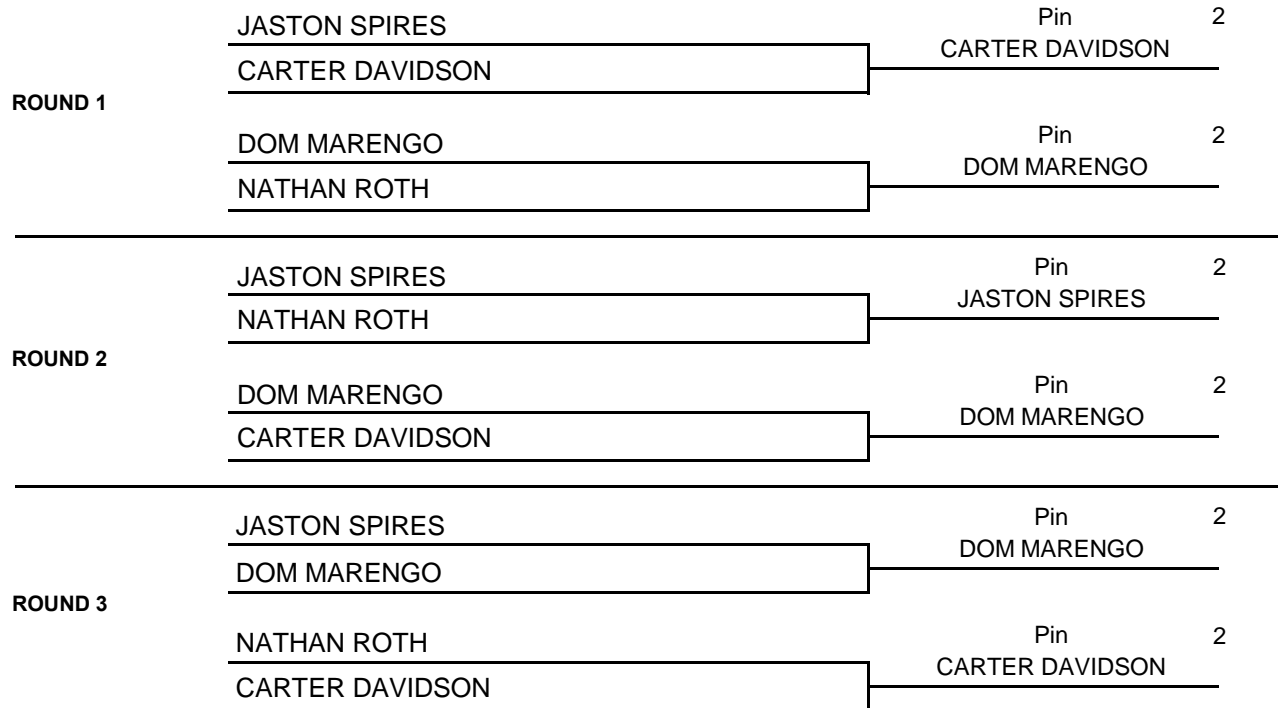 JASTON SPIRES
Pin 2
CARTER DAVIDSON
CARTER DAVIDSON
ROUND 1
DOM MARENGO
Pin 2
DOM MARENGO
NATHAN ROTH
JASTON SPIRES
Pin 2
JASTON SPIRES
NATHAN ROTH
ROUND 2
DOM MARENGO
Pin 2
DOM MARENGO
CARTER DAVIDSON
JASTON SPIRES
Pin 2
DOM MARENGO
DOM MARENGO
ROUND 3
NATHAN ROTH
Pin 2
CARTER DAVIDSON
CARTER DAVIDSON